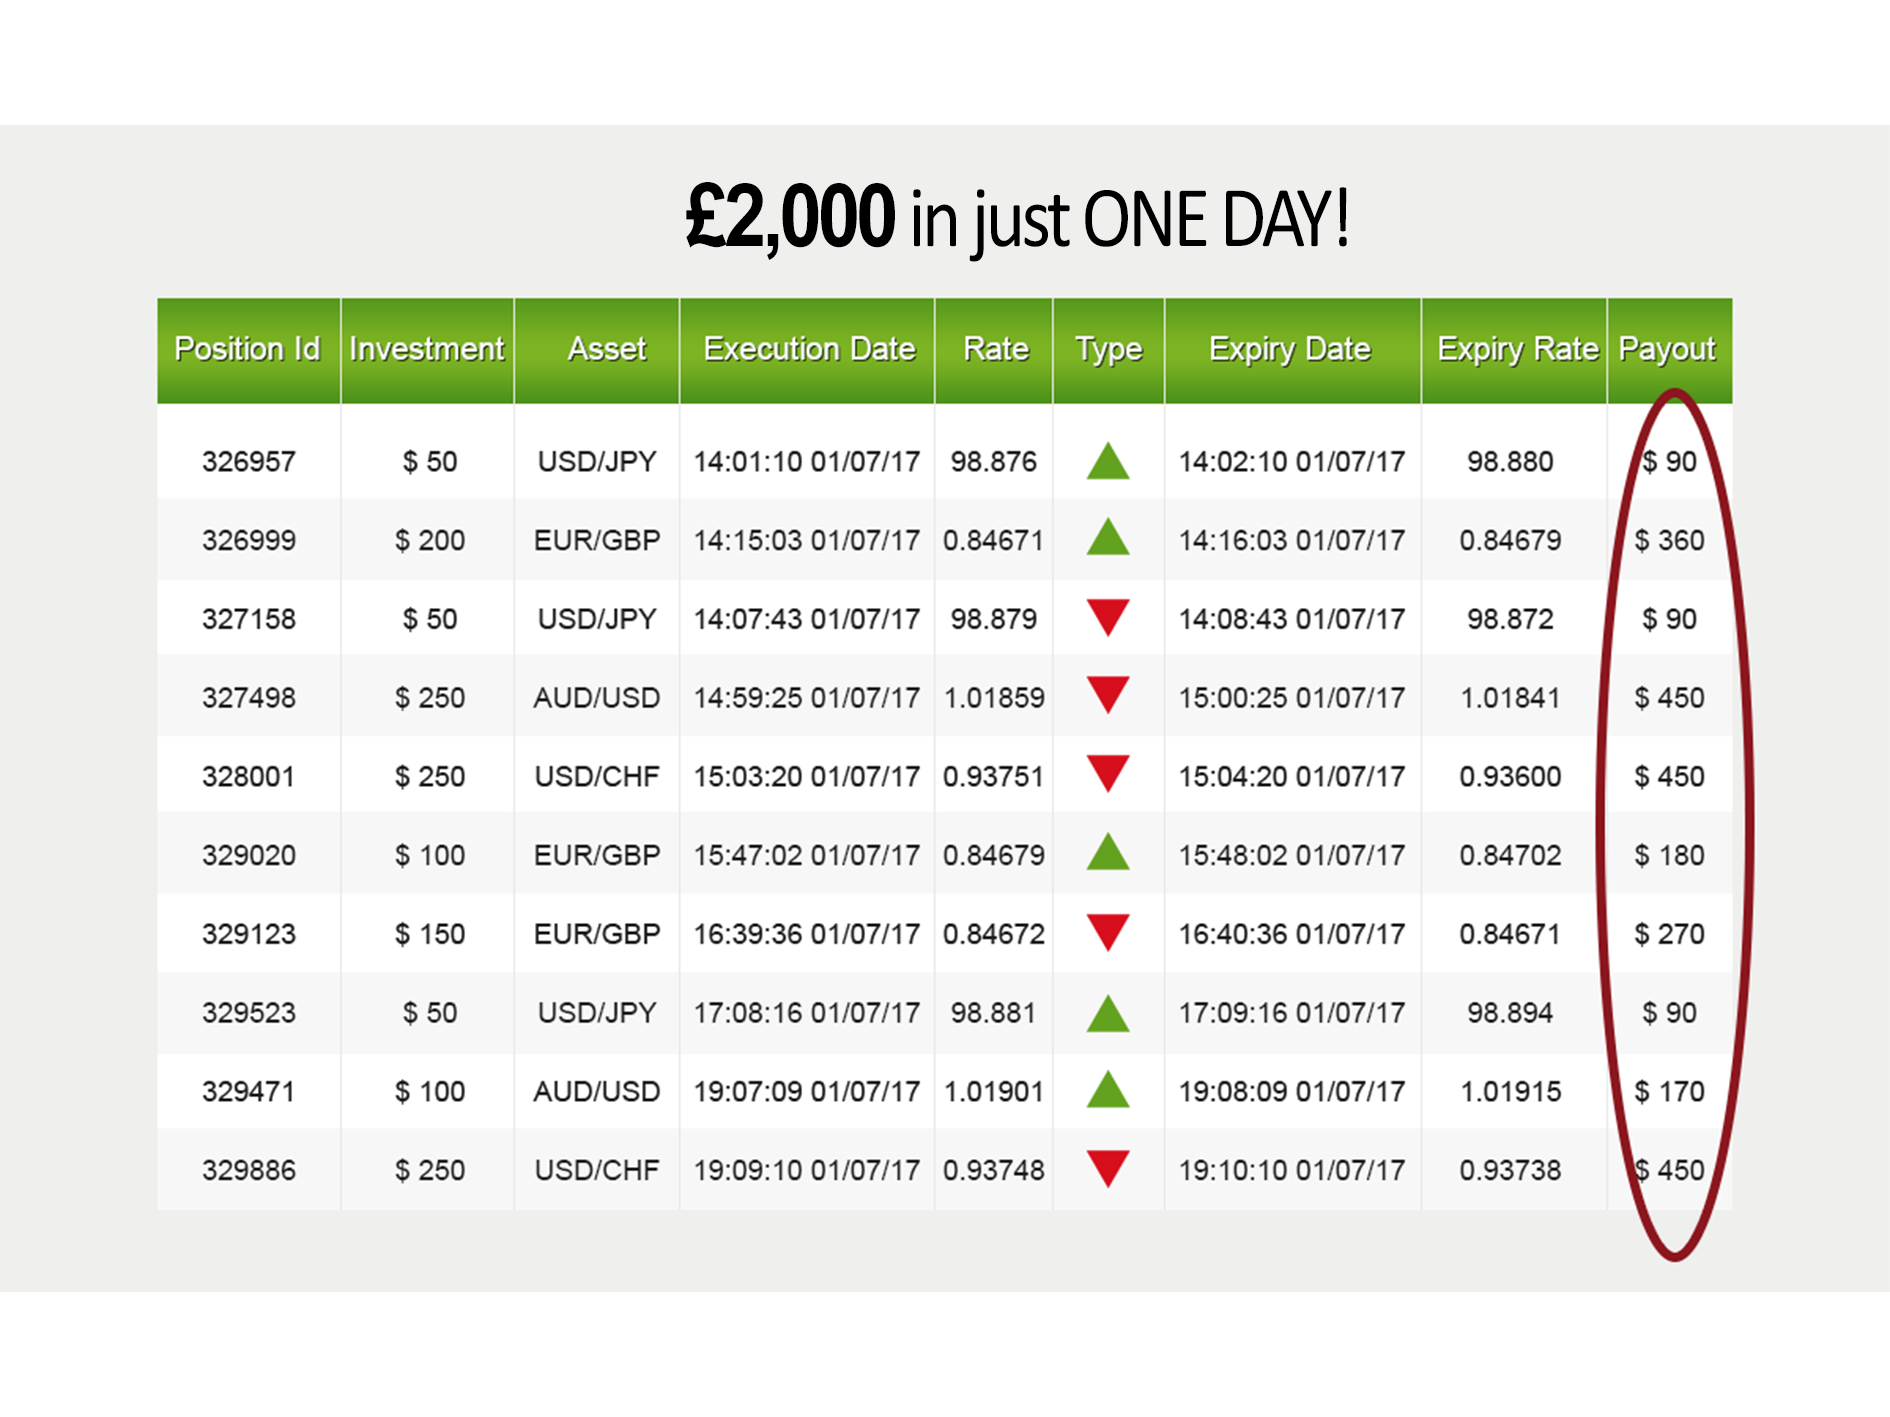 £2,000 in just ONE DAY!
Position Id Investment Asset Execution Date Rate Type Expiry Date Expiry Rate Payout
326957 $ 50 USD/JPY 14:01:10 01/07/17 98.876 14:02:10 01/07/17 98.880 $ 90
326999 $ 200 EUR/GBP 14:15:03 01/07/17 0.84671 14:16:03 01/07/17 0.84679 $ 360
327158 $ 50 USD/JPY 14:07:43 01/07/17 98.879 14:08:43 01/07/17 98.872 $ 90
327498 $ 250 AUD/USD 14:59:25 01/07/17 1.01859 15:00:25 01/07/17 1.01841 $ 450
328001 $ 250 USD/CHF 15:03:20 01/07/17 0.93751 15:04:20 01/07/17 0.93600 $ 450
329020 $ 100 EUR/GBP 15:47:02 01/07/17 0.84679 15:48:02 01/07/17 0.84702 $ 180
329123 $ 150 EUR/GBP 16:39:36 01/07/17 0.84672 16:40:36 01/07/17 0.84671 $ 270
329523 $ 50 USD/JPY 17:08:16 01/07/17 98.881 17:09:16 01/07/17 98.894 $ 90
329471 $ 100 AUD/USD 19:07:09 01/07/17 1.01901 19:08:09 01/07/17 1.01915 $ 170
329886 $ 250 USD/CHF 19:09:10 01/07/17 0.93748 19:10:10 01/07/17 0.93738 $ 450